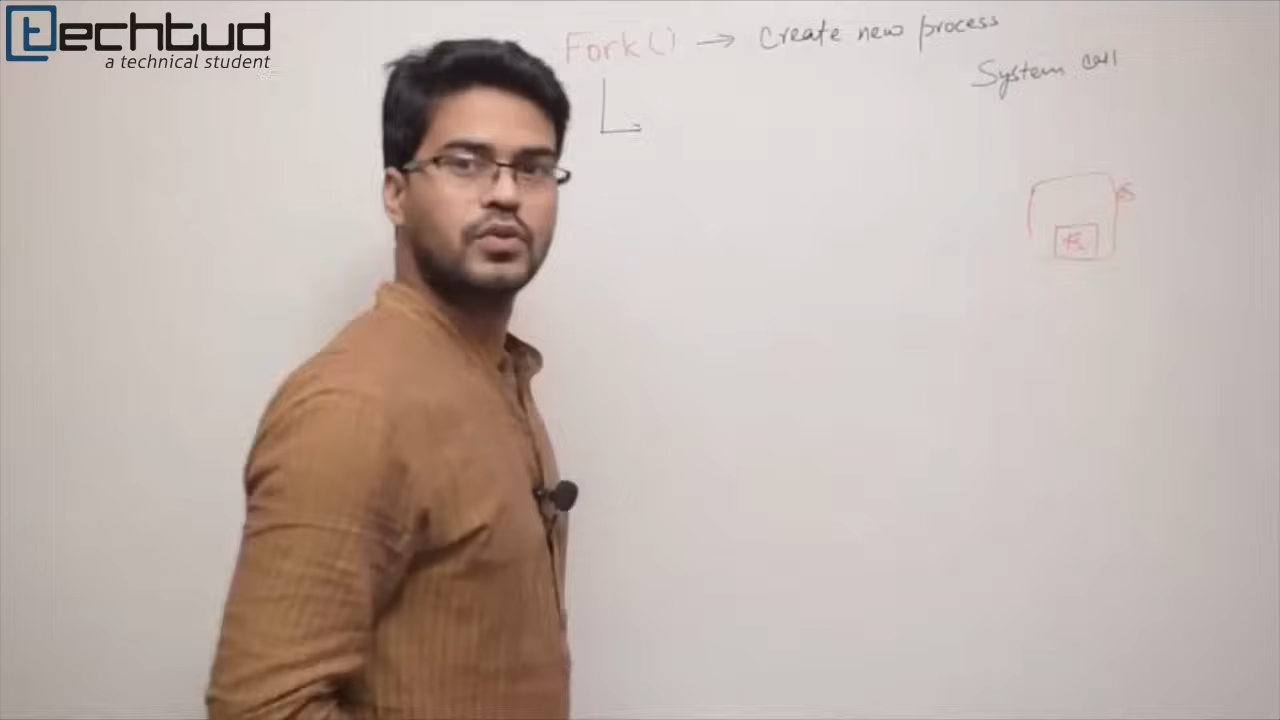 techtud
a technical student
Fork() → Create new process
System call